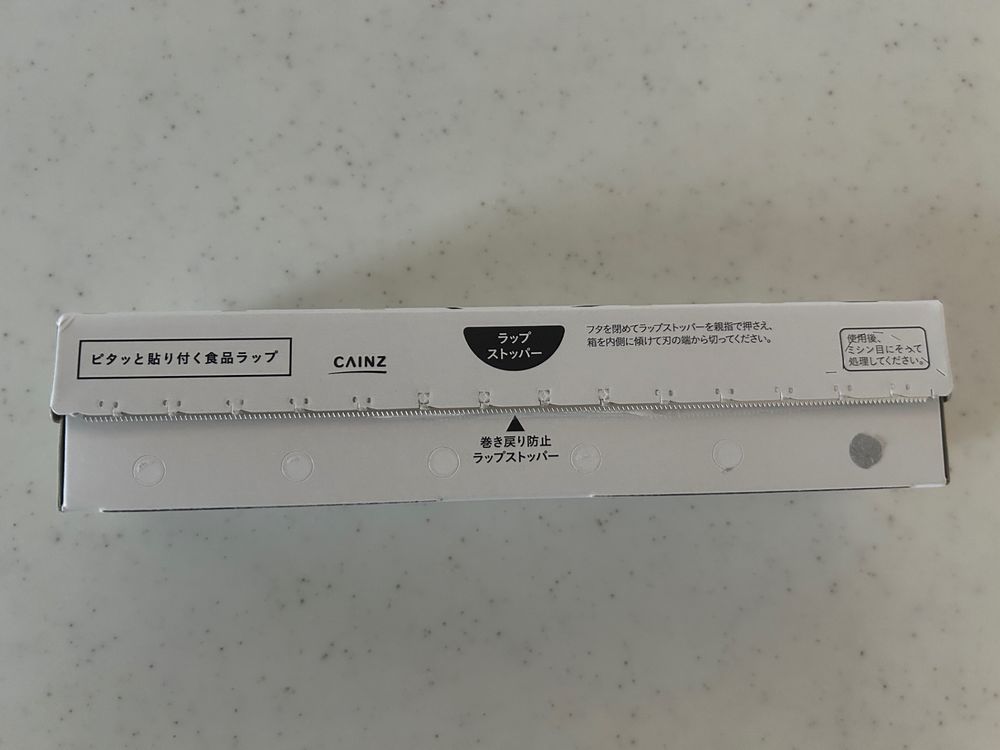 ピタッと貼り付く食品ラップ
CAINZ
ラップ
ストッパー
フタを閉めてラップストッパーを親指で押さえ、
箱を内側に傾けて刃の端から切ってください。
使用後、
ミシン目にそって
処理してください。
巻き戻り防止
ラップストッパー